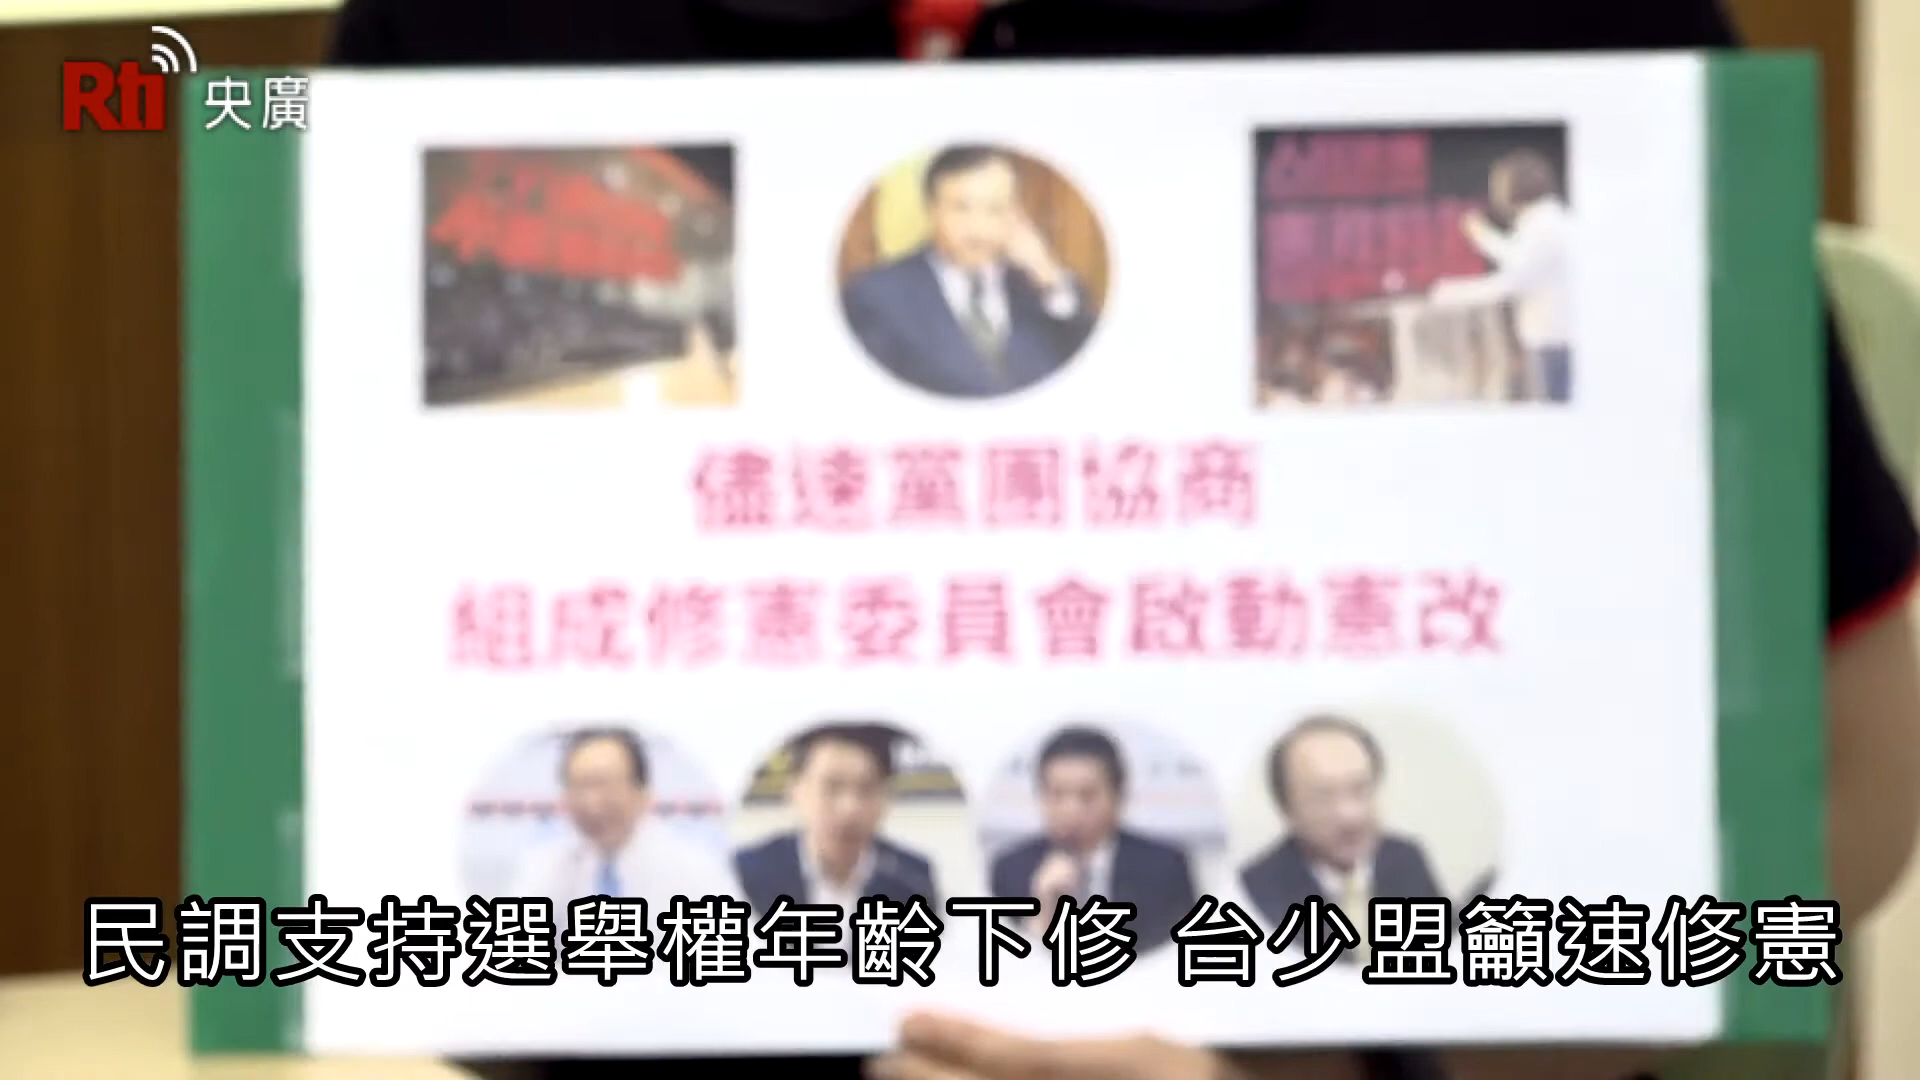 Rti 央廣
儘速黨團協商
組成修憲委員會啟動憲改
民調支持選舉權年齡下修 台少盟籲速修憲